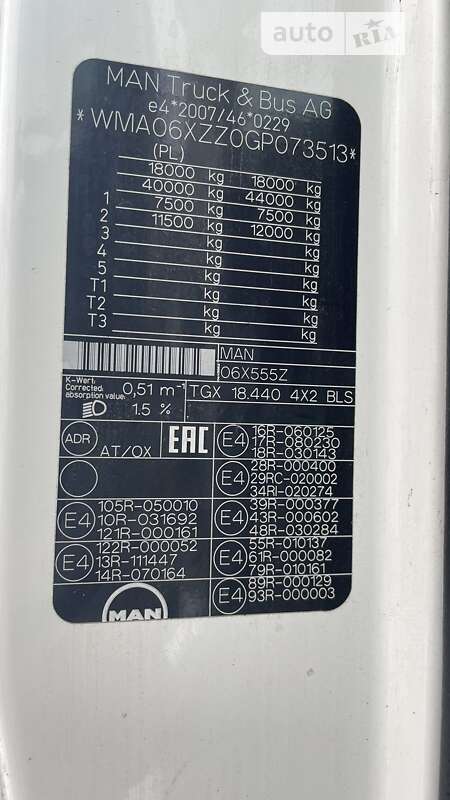 auto RIA
MAN Truck & Bus AG
e4*2007/46*0229
*WMA06XZZ0GP073513*
(PL)
18000 kg 18000 kg
40000 kg 44000 kg
1 7500 kg 7500 kg
2 11500 kg 12000 kg
3 kg kg
4 kg kg
5 kg kg
T1 kg kg
T2 kg kg
T3 kg kg
MAN
06X555Z
K-Wert:
Corrected
absorption value:
0,51 m⁻¹
TGX 18.440 4X2 BLS
1.5 %
ADR AT/OX EAC
E4 16R-060125
17R-080230
18R-030143
E4 28R-000400
29RC-020002
34RI-020274
E4 105R-050010
10R-031692
121R-000161
E4 39R-000377
43R-000602
48R-030284
E4 122R-000052
13R-111447
14R-070164
E4 55R-010137
61R-000082
79R-010161
MAN
E4 89R-000129
93R-000003